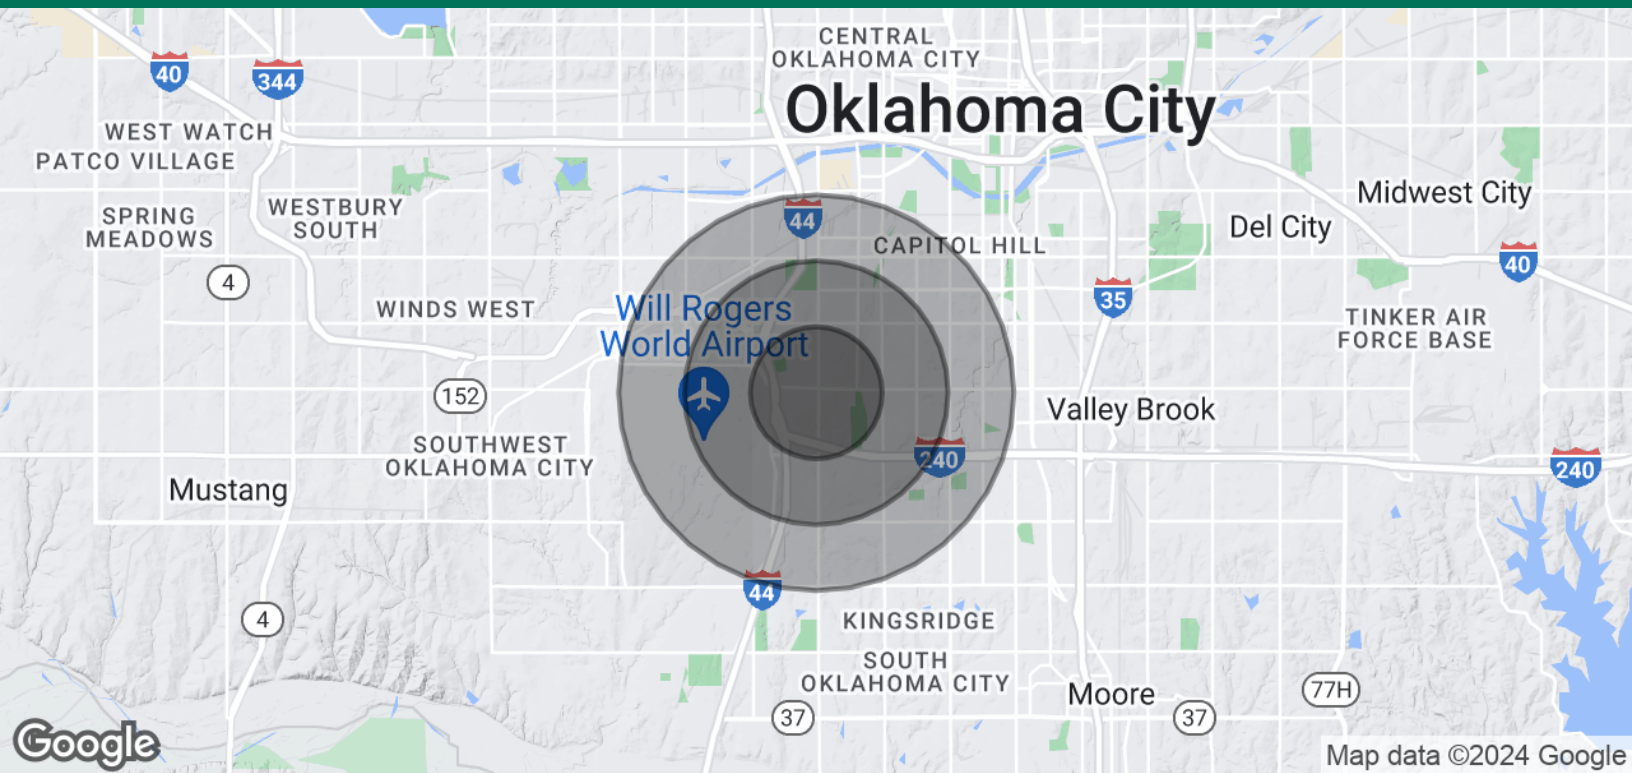 CENTRAL
OKLAHOMA CITY
40
344
Oklahoma City
WEST WATCH
PATCO VILLAGE
Midwest City
SPRING
MEADOWS
WESTBURY
SOUTH
44
Del City
CAPITOL HILL
40
4
35
WINDS WEST
Will Rogers
World Airport
TINKER AIR
FORCE BASE
152
Valley Brook
SOUTHWEST
OKLAHOMA CITY
240
240
Mustang
44
4
KINGSRIDGE
SOUTH
OKLAHOMA CITY
Moore
77H
37
37
Google
Map data ©2024 Google